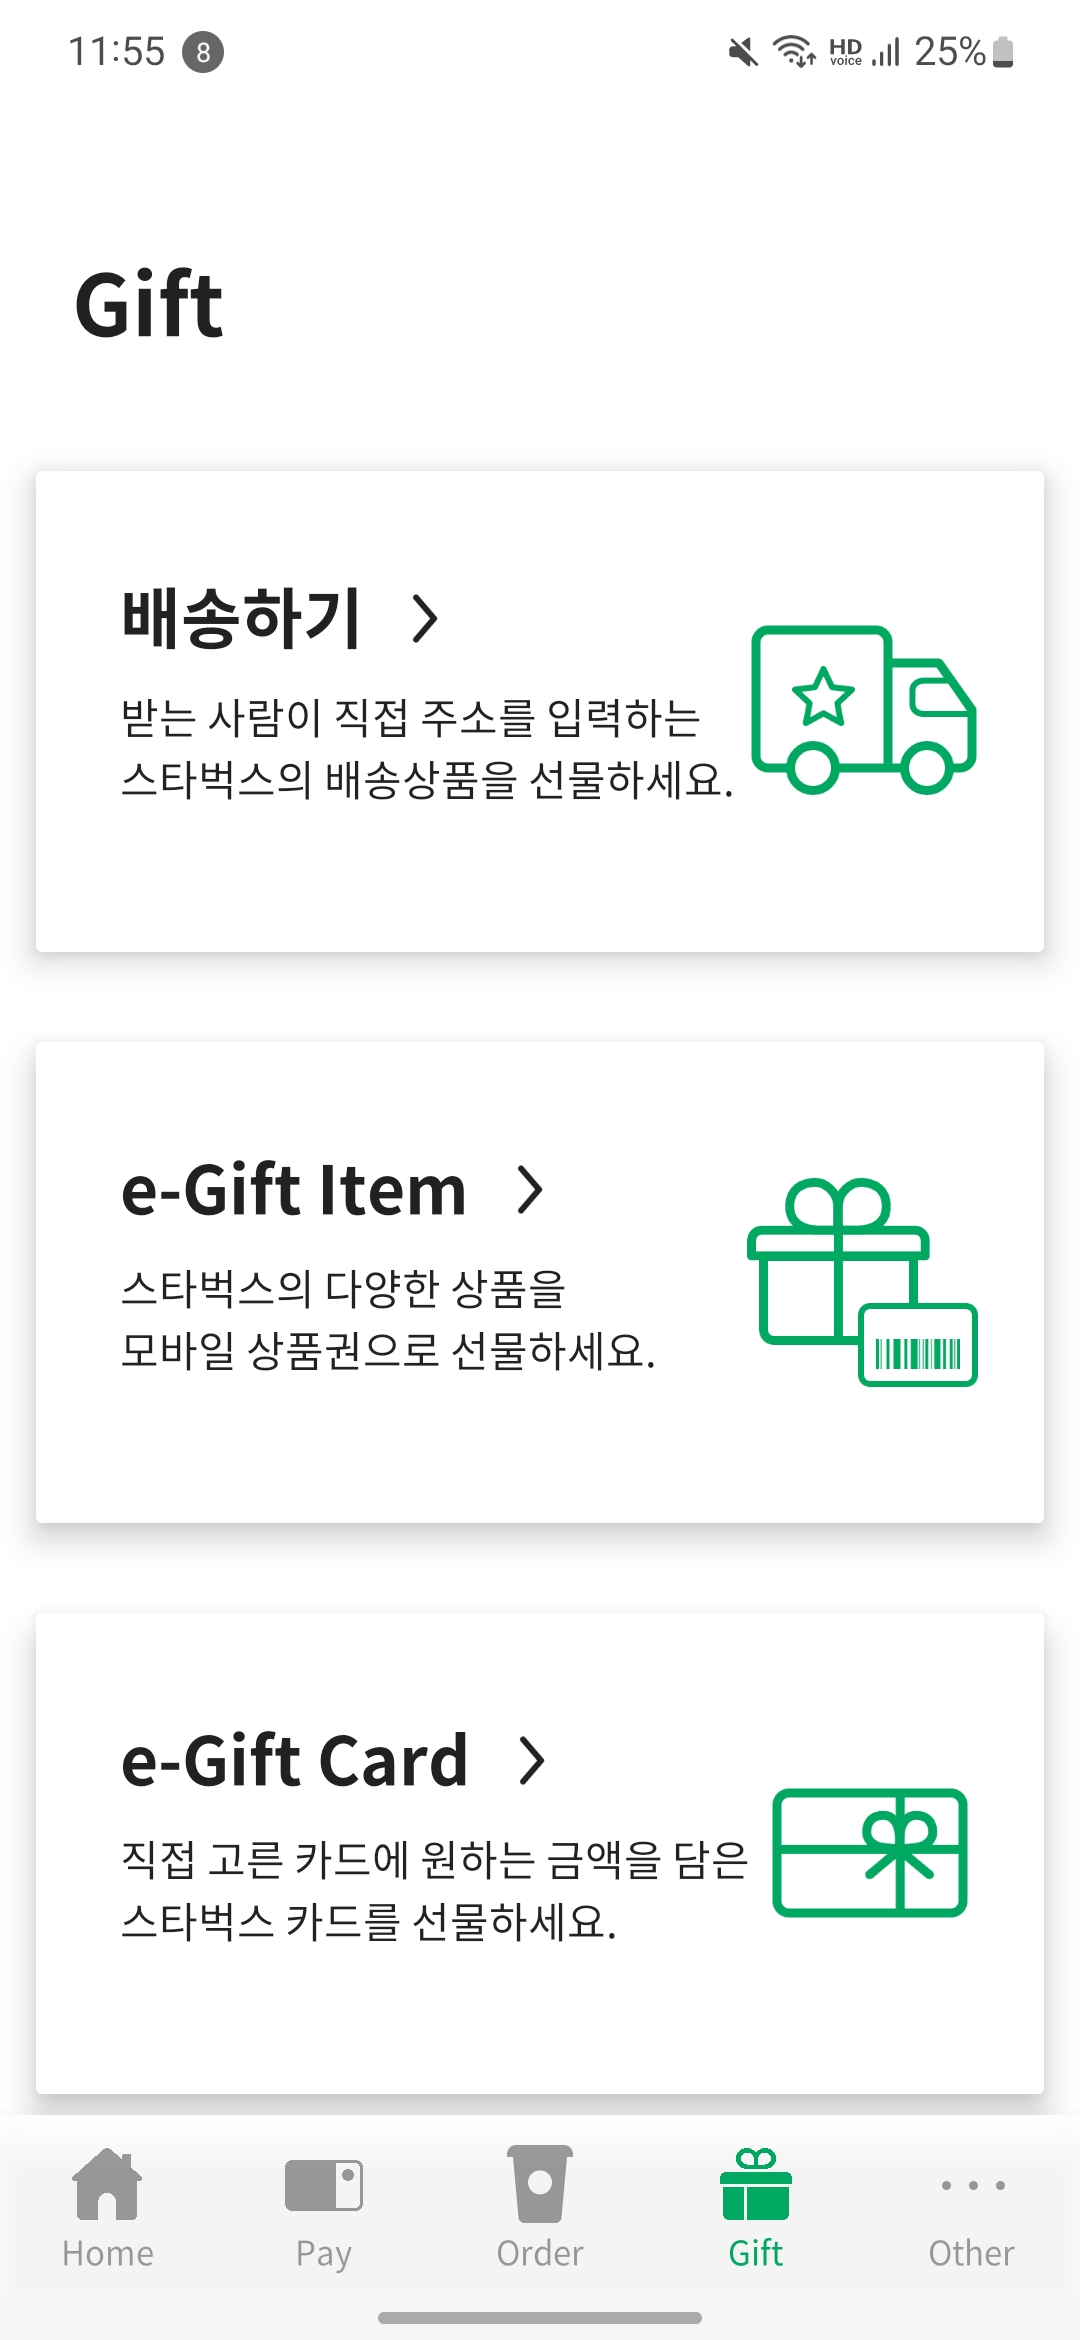 11:55 8 HD voice 25%
Gift
배송하기
받는 사람이 직접 주소를 입력하는
스타벅스의 배송상품을 선물하세요.
e-Gift Item
스타벅스의 다양한 상품을
모바일 상품권으로 선물하세요.
e-Gift Card
직접 고른 카드에 원하는 금액을 담은
스타벅스 카드를 선물하세요.
Home Pay Order Gift Other